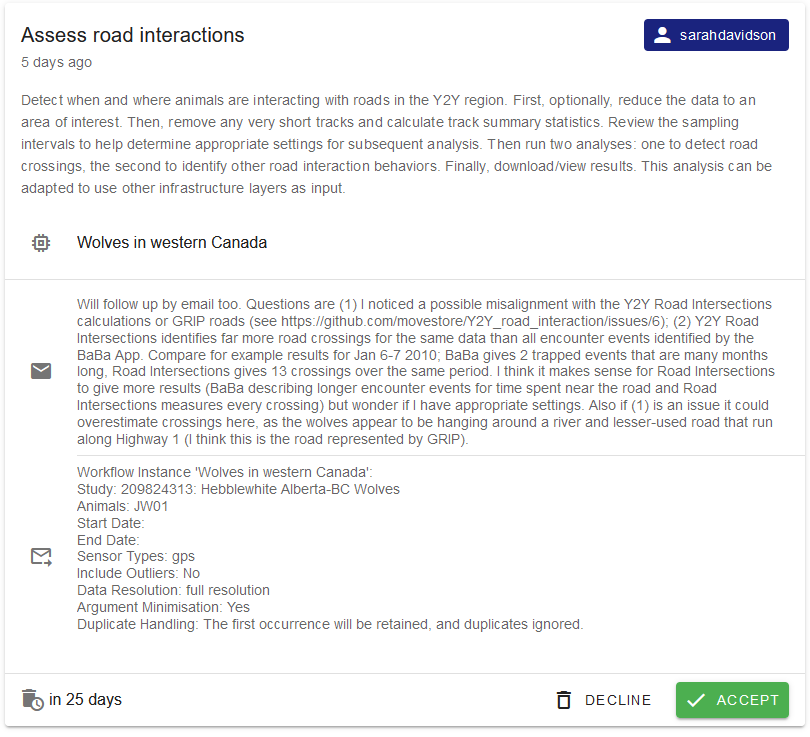 Assess road interactions
sarahdavidson
5 days ago
Detect when and where animals are interacting with roads in the Y2Y region. First, optionally, reduce the data to an
area of interest. Then, remove any very short tracks and calculate track summary statistics. Review the sampling
intervals to help determine appropriate settings for subsequent analysis. Then run two analyses: one to detect road
crossings, the second to identify other road interaction behaviors. Finally, download/view results. This analysis can be
adapted to use other infrastructure layers as input.
Wolves in western Canada
Will follow up by email too. Questions are (1) I noticed a possible misalignment with the Y2Y Road Intersections
calculations or GRIP roads (see https://github.com/movestore/Y2Y_road_interaction/issues/6); (2) Y2Y Road
Intersections identifies far more road crossings for the same data than all encounter events identified by the
BaBa App. Compare for example results for Jan 6-7 2010; BaBa gives 2 trapped events that are many months
long, Road Intersections gives 13 crossings over the same period. I think it makes sense for Road Intersections
to give more results (BaBa describing longer encounter events for time spent near the road and Road
Intersections measures every crossing) but wonder if I have appropriate settings. Also if (1) is an issue it could
overestimate crossings here, as the wolves appear to be hanging around a river and lesser-used road that run
along Highway 1 (I think this is the road represented by GRIP).
Workflow Instance 'Wolves in western Canada':
Study: 209824313: Hebblewhite Alberta-BC Wolves
Animals: JW01
Start Date:
End Date:
Sensor Types: gps
Include Outliers: No
Data Resolution: full resolution
Argument Minimisation: Yes
Duplicate Handling: The first occurrence will be retained, and duplicates ignored.
in 25 days
DECLINE
ACCEPT